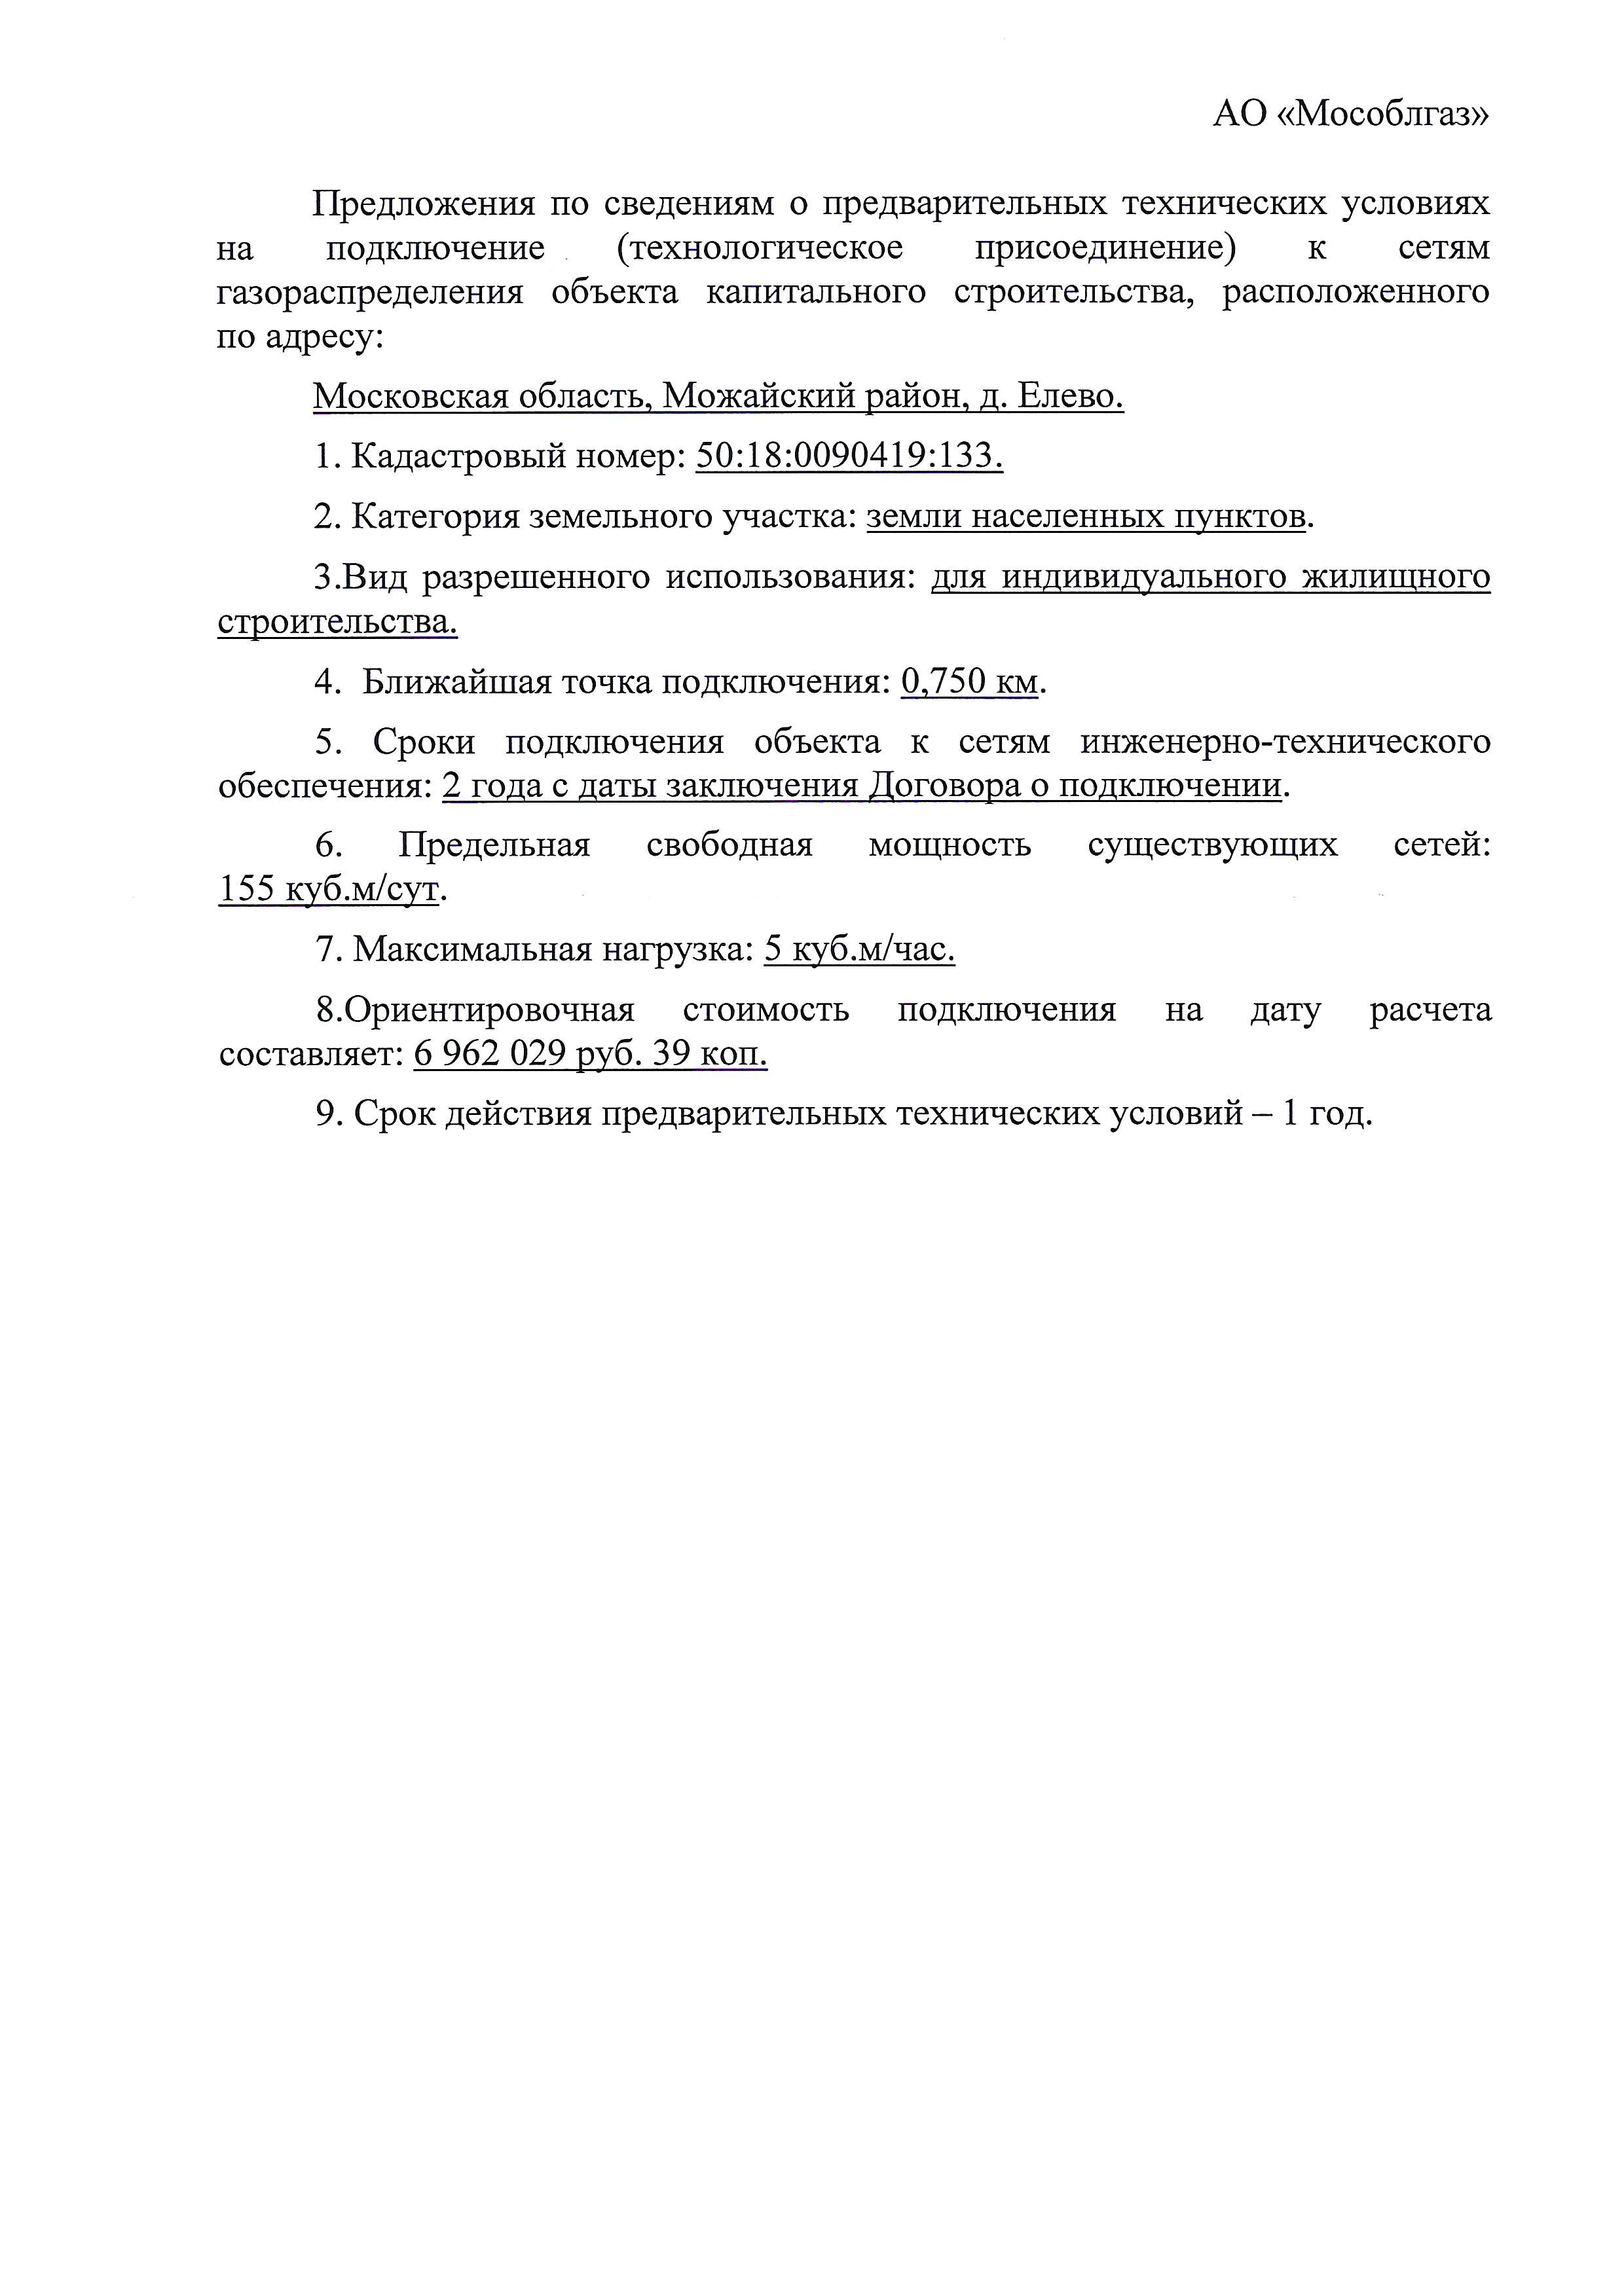 АО «Мособлгаз»
Предложения по сведениям о предварительных технических условиях
на подключение (технологическое присоединение) к сетям
газораспределения объекта капитального строительства, расположенного
по адресу:
Московская область, Можайский район, д. Елево.
1. Кадастровый номер: 50:18:0090419:133.
2. Категория земельного участка: земли населенных пунктов.
3.Вид разрешенного использования: для индивидуального жилищного
строительства.
4. Ближайшая точка подключения: 0,750 км.
5. Сроки подключения объекта к сетям инженерно-технического
обеспечения: 2 года с даты заключения Договора о подключении.
6. Предельная свободная мощность существующих сетей:
155 куб.м/сут.
7. Максимальная нагрузка: 5 куб.м/час.
8.Ориентировочная стоимость подключения на дату расчета
составляет: 6 962 029 руб. 39 коп.
9. Срок действия предварительных технических условий – 1 год.